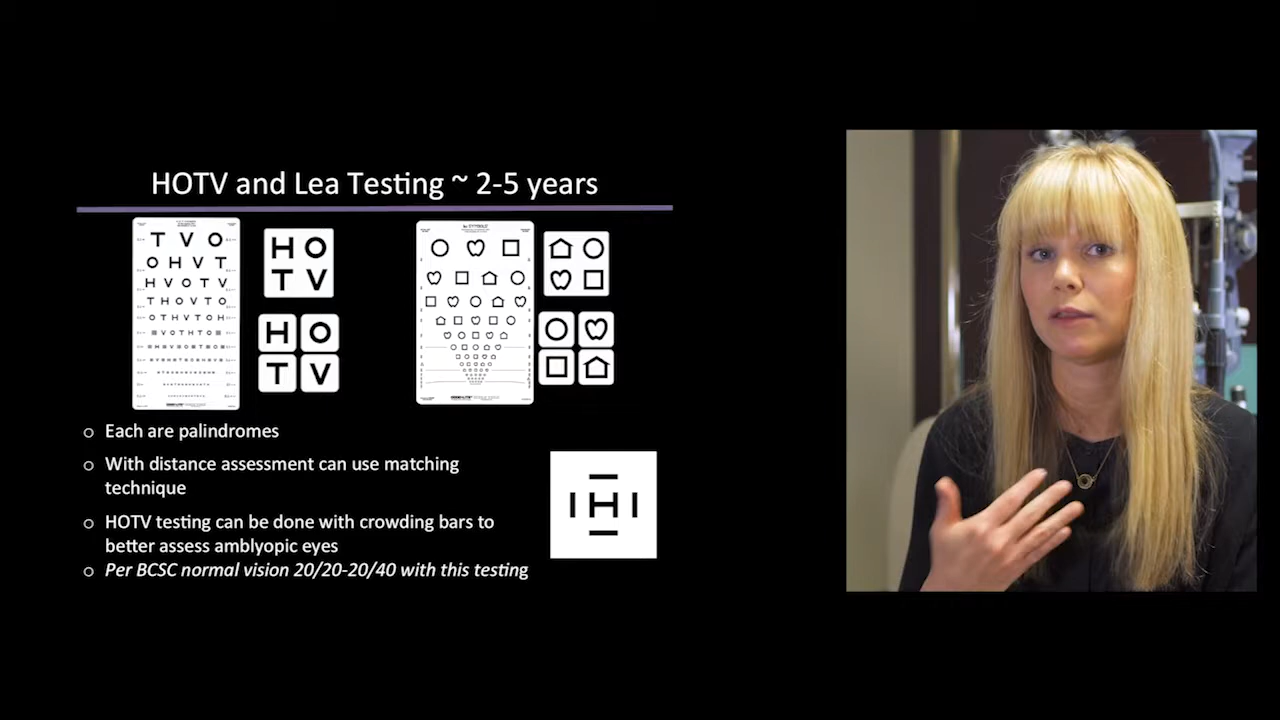 HOTV and Lea Testing ~ 2-5 years
T V O
O H V T
H V O T V
T H O V T O
O T H V H T V
V O T H T O
H O
T V
H O
T V
o Each are palindromes
o With distance assessment can use matching
technique
o HOTV testing can be done with crowding bars to
better assess amblyopic eyes
H
o Per BCSC normal vision 20/20-20/40 with this testing